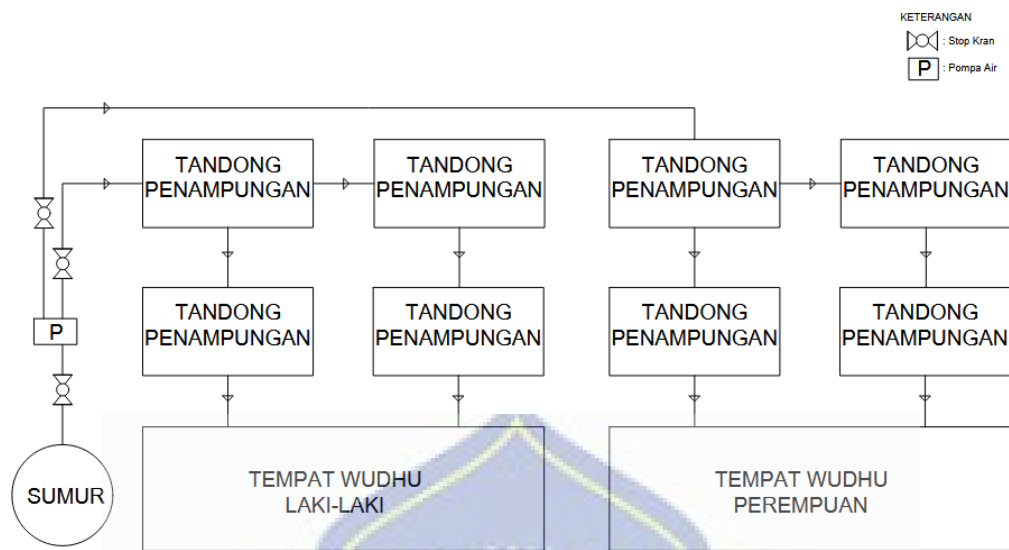 KETERANGAN
: Stop Kran
P : Pompa Air
TANDONG
PENAMPUNGAN
TANDONG
PENAMPUNGAN
TANDONG
PENAMPUNGAN
TANDONG
PENAMPUNGAN
TANDONG
PENAMPUNGAN
TANDONG
PENAMPUNGAN
TANDONG
PENAMPUNGAN
TANDONG
PENAMPUNGAN
P
SUMUR
TEMPAT WUDHU
LAKI-LAKI
TEMPAT WUDHU
PEREMPUAN